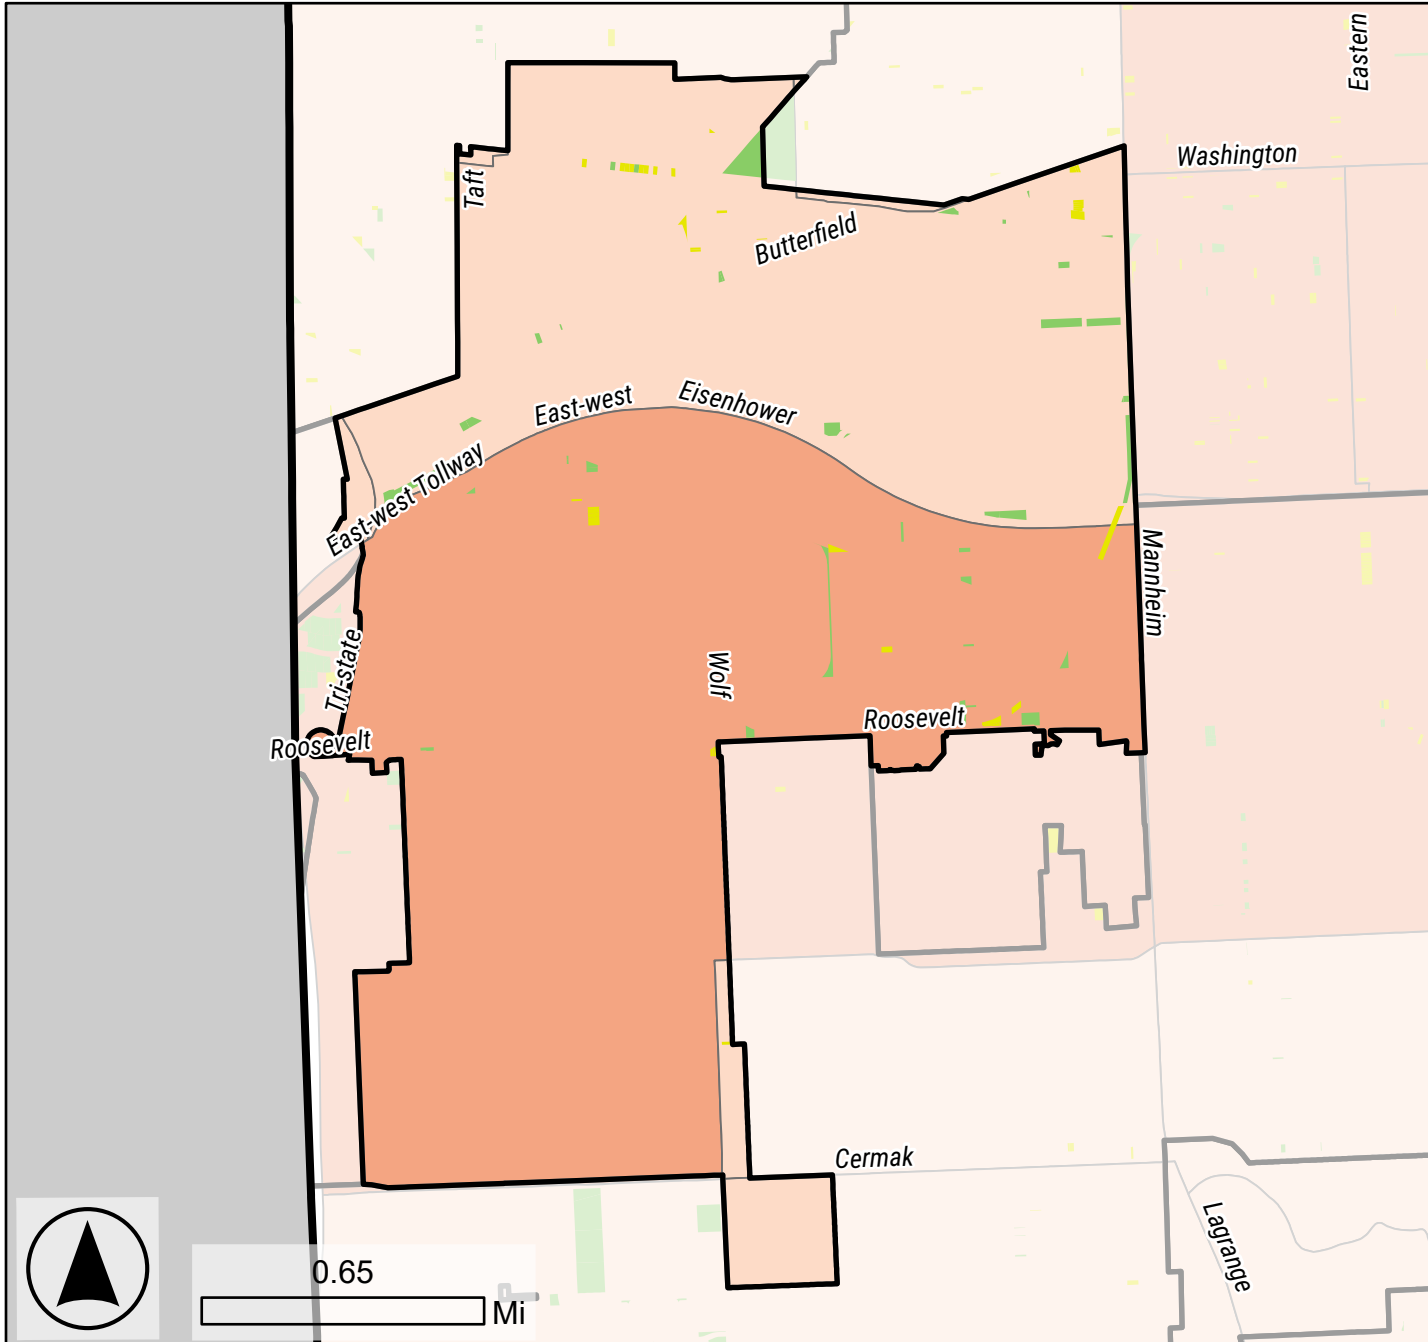 Eastern
Washington
Taft
Butterfield
East-west
Eisenhower
East-west Tollway
Mannheim
Tri-state
Wolf
Roosevelt
Roosevelt
Cermak
Lagrange
0.65
Mi